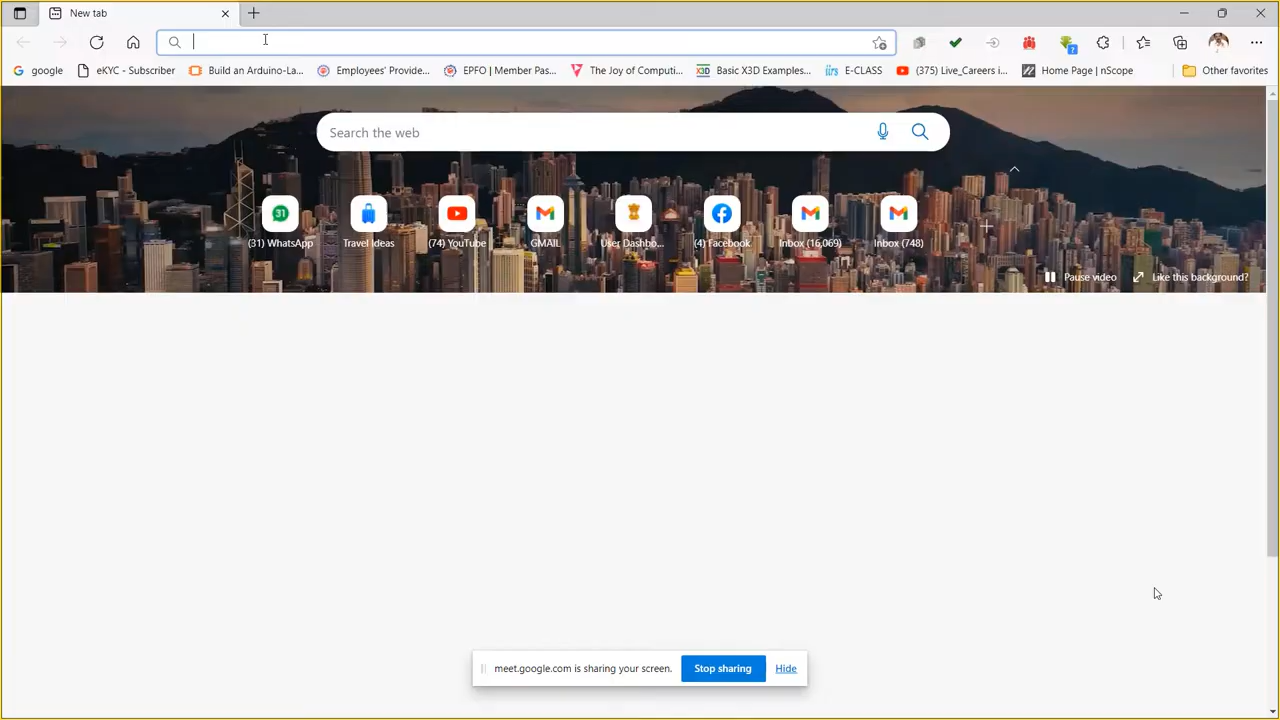 New tab
google
eKYC - Subscriber
Build an Arduino-La...
Employees' Provide...
EPFO | Member Pas...
The Joy of Computi...
X3D Basic X3D Examples...
iirs E-CLASS
(375) Live_Careers i...
Home Page | nScope
Other favorites
Search the web
31
(31) WhatsApp
Travel Ideas
(74) YouTube
GMAIL
User Dashbo...
(4) Facebook
Inbox (16,069)
Inbox (748)
Pause video
Like this background?
meet.google.com is sharing your screen.
Stop sharing
Hide